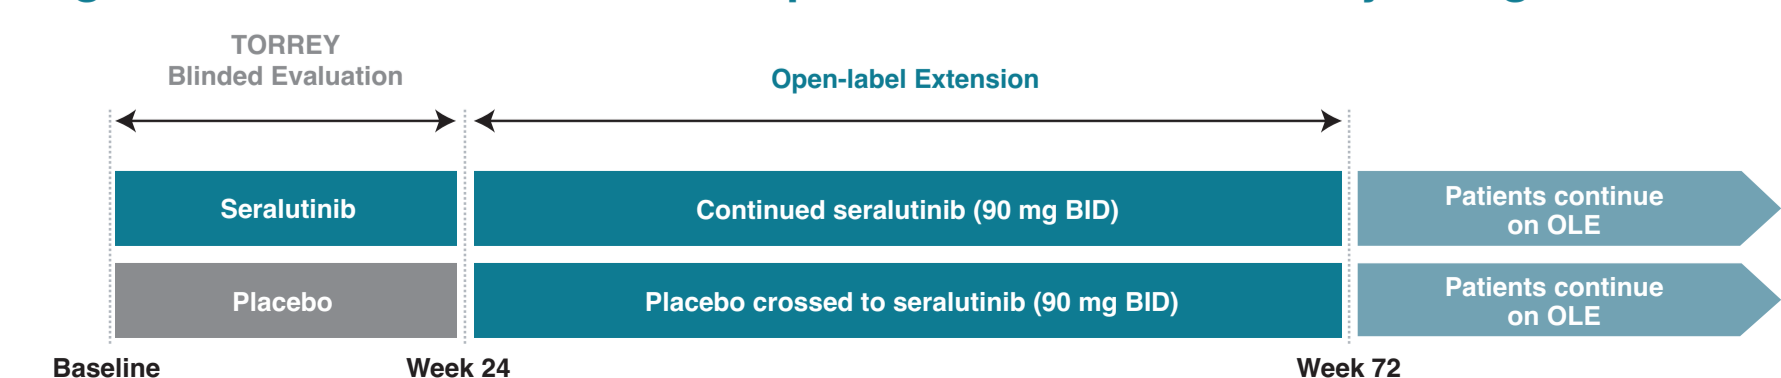 TORREY
Blinded Evaluation
Open-label Extension
Seralutinib
Continued seralutinib (90 mg BID)
Patients continue
on OLE
Placebo
Placebo crossed to seralutinib (90 mg BID)
Patients continue
on OLE
Baseline
Week 24
Week 72